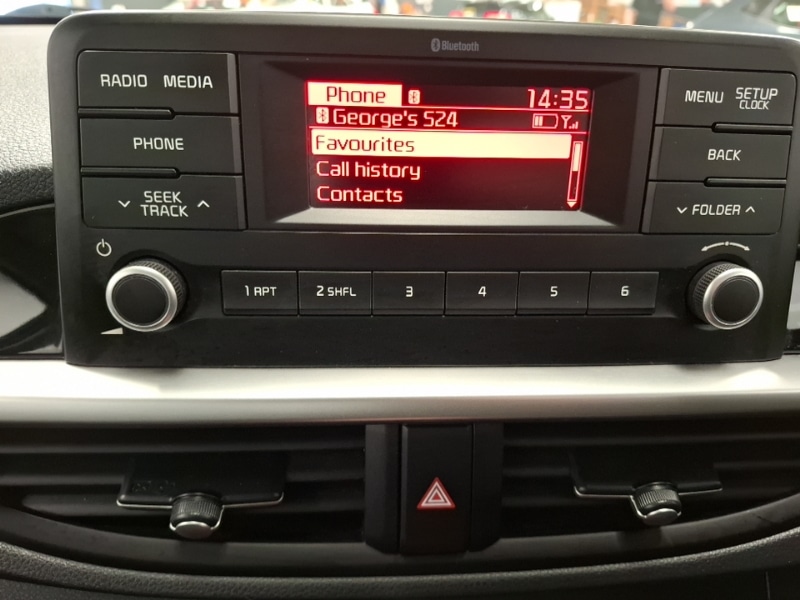 Bluetooth
RADIO MEDIA
PHONE
SEEK
TRACK
Phone 14:35
George's S24
Favourites
Call history
Contacts
MENU SETUP
CLOCK
BACK
FOLDER
1 RPT 2 SHFL 3 4 5 6